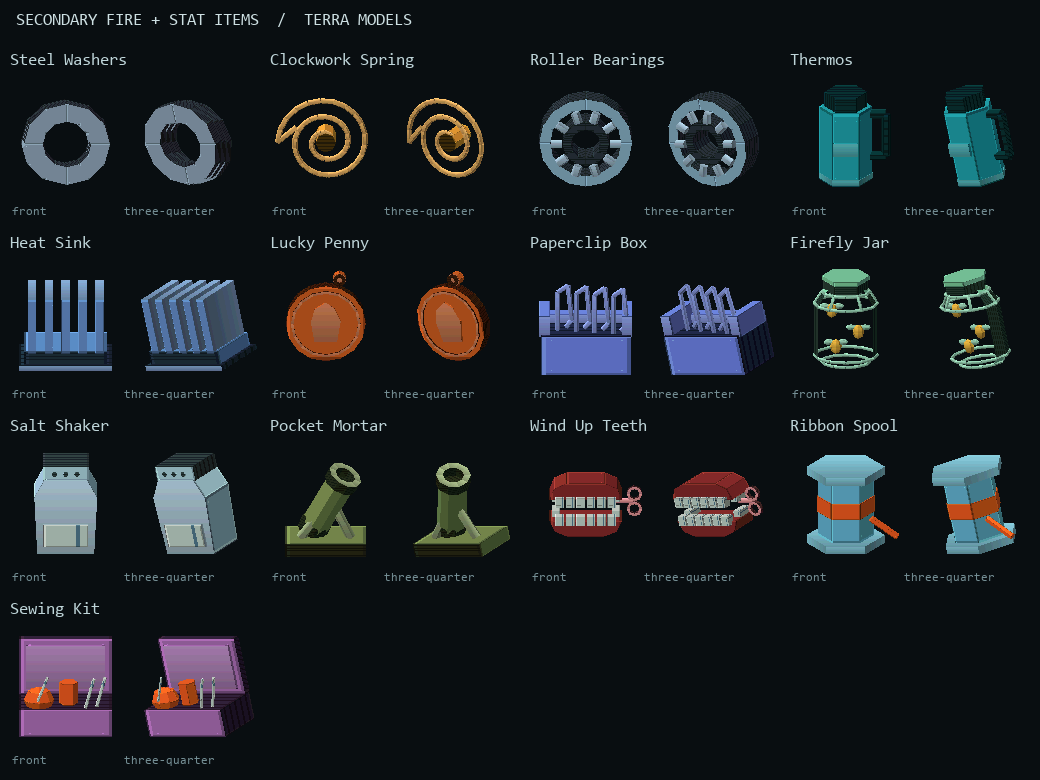 SECONDARY FIRE + STAT ITEMS / TERRA MODELS
Steel Washers Clockwork Spring Roller Bearings Thermos
front three-quarter front three-quarter front three-quarter front three-quarter
Heat Sink Lucky Penny Paperclip Box Firefly Jar
front three-quarter front three-quarter front three-quarter front three-quarter
Salt Shaker Pocket Mortar Wind Up Teeth Ribbon Spool
front three-quarter front three-quarter front three-quarter front three-quarter
Sewing Kit
front three-quarter